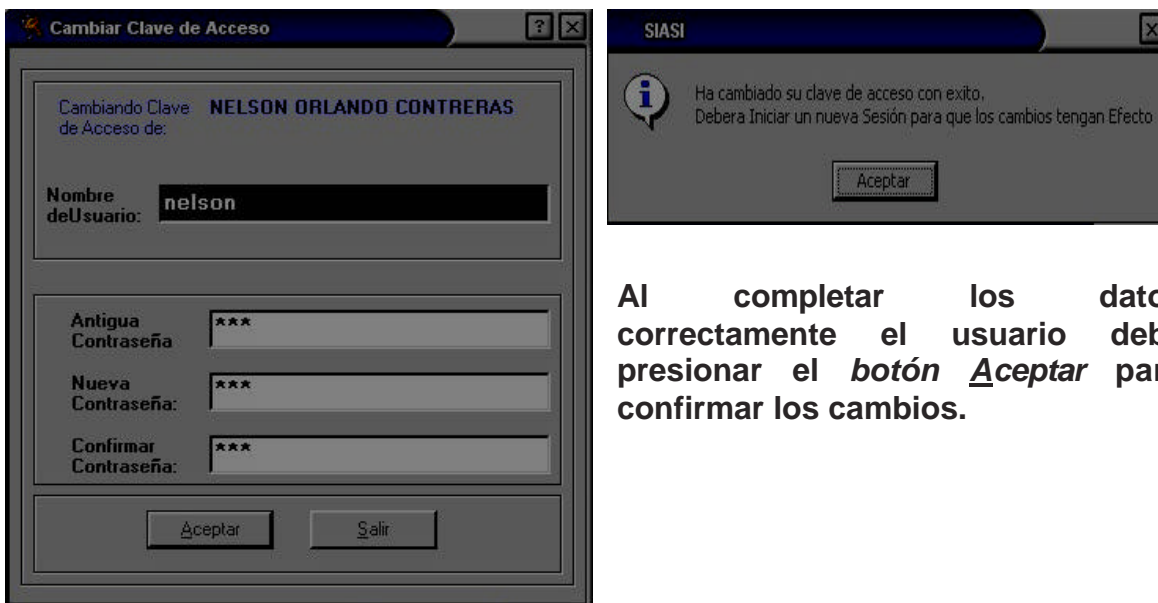 Cambiar Clave de Acceso
Cambiando Clave NELSON ORLANDO CONTRERAS
de Acceso de:
Nombre
deUsuario:
nelson
Antigua
Contraseña
***
Nueva
Contraseña:
***
Confirmar
Contraseña:
***
Aceptar Salir
SIASI
Ha cambiado su clave de acceso con exito,
Debera Iniciar un nueva Sesión para que los cambios tengan Efecto
Aceptar
Al completar los dato
correctamente el usuario deb
presionar el botón Aceptar par
confirmar los cambios.